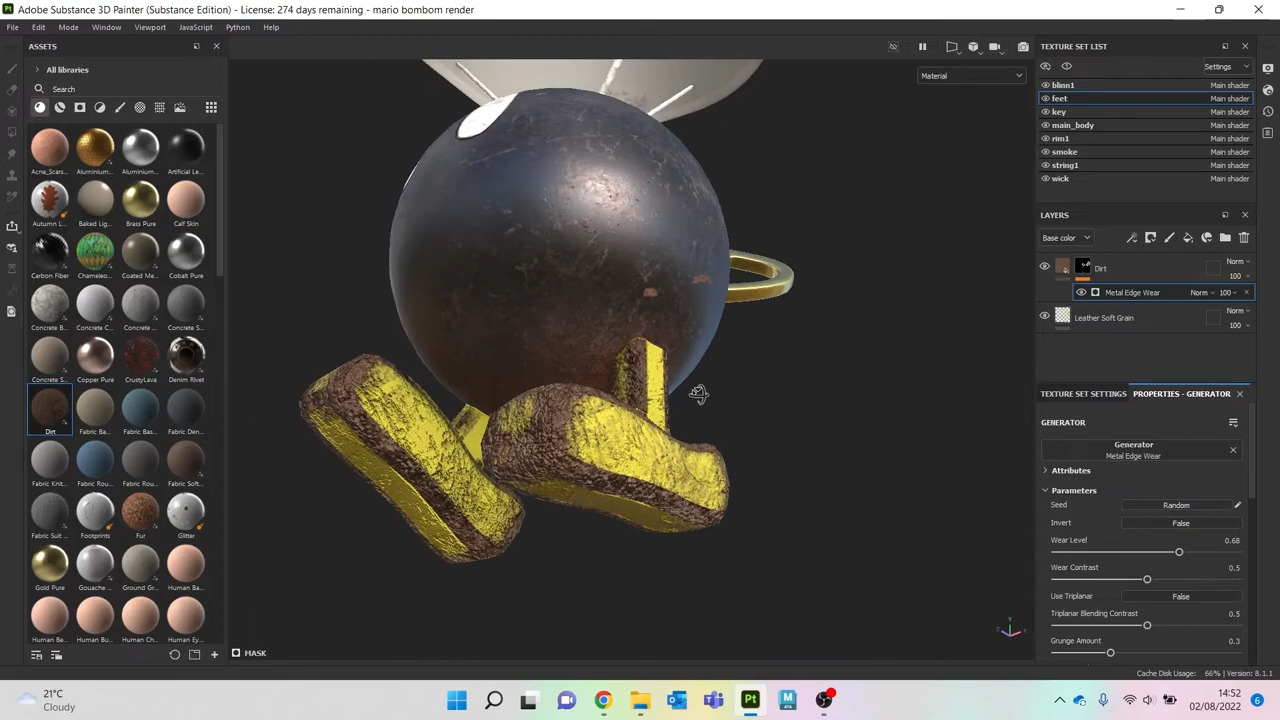 Adobe Substance 3D Painter (Substance Edition) - License: 274 days remaining - mario bombom render
File Edit Mode Window Viewport JavaScript Python Help
ASSETS
All libraries
Search
Acne_Scars... Aluminium... Aluminium... Artificial Le...
Autumn L... Baked Lig... Brass Pure Calf Skin
Carbon Fiber Chameleo... Coated Me... Cobalt Pure
Concrete B... Concrete C... Concrete ... Concrete S...
Concrete S... Copper Pure CrustyLava Denim Rivet
Dirt Fabric Ba... Fabric Bas... Fabric Den...
Fabric Knit... Fabric Rou... Fabric Rou... Fabric Soft...
Fabric Suit ... Footprints Fur Glitter
Gold Pure Gouache ... Ground Gr... Human Ba...
Human Be... Human Bu... Human Ch... Human Ey...
Material
MASK
TEXTURE SET LIST
Settings
blinn1 Main shader
feet Main shader
key Main shader
main_body Main shader
rim1 Main shader
smoke Main shader
string1 Main shader
wick Main shader
LAYERS
Base color
Dirt Norm 100
Metal Edge Wear Norm 100
Leather Soft Grain Norm 100
TEXTURE SET SETTINGS PROPERTIES - GENERATOR
GENERATOR
Generator
Metal Edge Wear
Attributes
Parameters
Seed Random
Invert False
Wear Level 0.68
Wear Contrast 0.5
Use Triplanar False
Triplanar Blending Contrast 0.5
Grunge Amount 0.3
Cache Disk Usage: 66% | Version: 8.1.1
21°C
Cloudy
14:52
02/08/2022
6